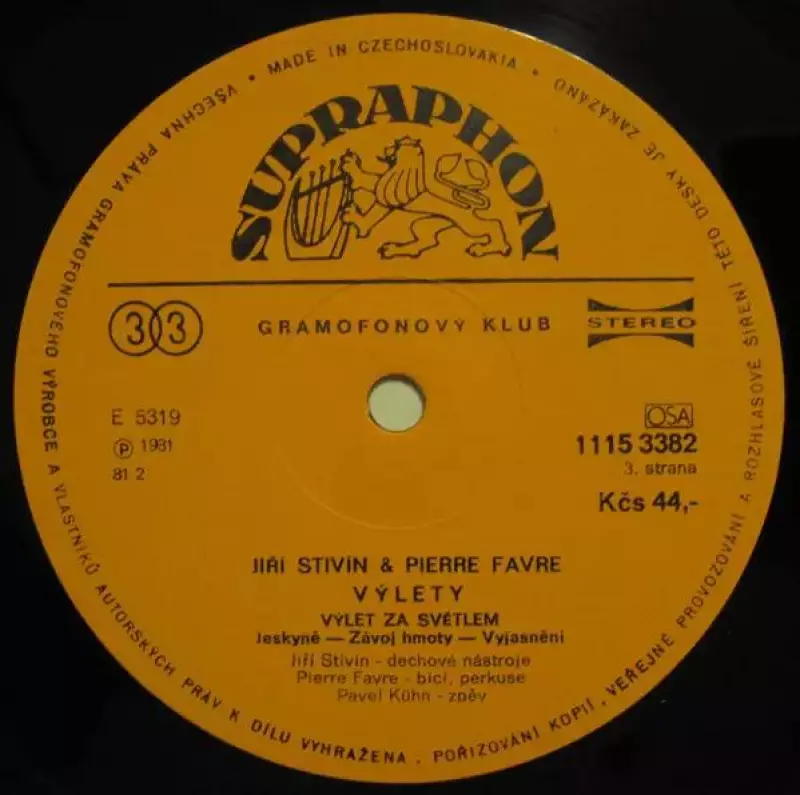 VŠECHNA PRÁVA GRAMOFONOVÉHO VÝROBCE A VLASTNÍKŮ AUTORSKÝCH PRÁV K DÍLU VYHRAŽENA. POŘIZOVÁNÍ KOPIÍ, VEŘEJNÉ PROVOZOVÁNÍ A ROZHLASOVÉ ŠÍŘENÍ TÉTO DESKY JE ZAKÁZÁNO • MADE IN CZECHOSLOVAKIA •
SUPRAPHON
33 GRAMOFONOVÝ KLUB STEREO
E 5319 OSA
Ⓟ 1981 1115 3382
81 2 3. strana
Kčs 44,-
JIŘÍ STIVÍN & PIERRE FAVRE
VÝLETY
VÝLET ZA SVĚTLEM
Jeskyně — Závoj hmoty — Vyjasnění
Jiří Stivín - dechové nástroje
Pierre Favre - bicí, perkuse
Pavel Kühn - zpěv